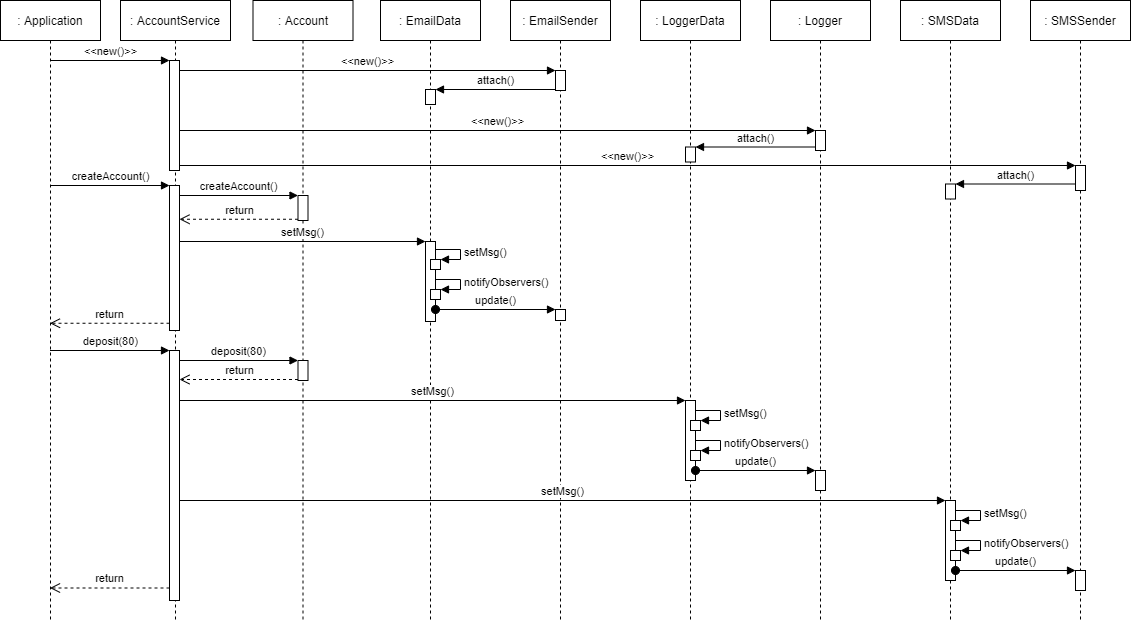 : Application
: AccountService
: Account
: EmailData
: EmailSender
: LoggerData
: Logger
: SMSData
: SMSSender
<<new()>>
<<new()>>
attach()
<<new()>>
attach()
<<new()>>
attach()
createAccount()
createAccount()
return
setMsg()
setMsg()
notifyObservers()
update()
return
deposit(80)
deposit(80)
return
setMsg()
setMsg()
notifyObservers()
update()
setMsg()
setMsg()
notifyObservers()
update()
return